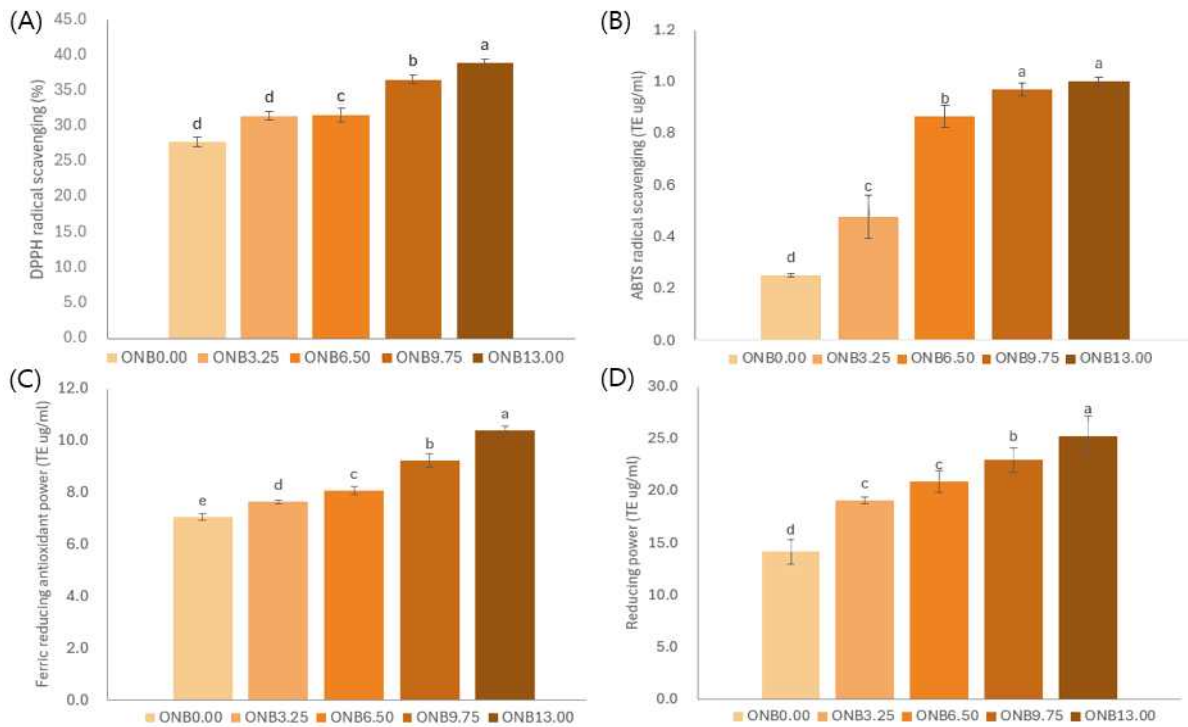 (A)
DPPH radical scavenging (%)
45.0
40.0
35.0
30.0
25.0
20.0
15.0
10.0
5.0
0.0
d
d
c
b
a
ONB0.00 ONB3.25 ONB6.50 ONB9.75 ONB13.00
(B)
ABTS radical scavenging (TE ug/ml)
1.2
1.0
0.8
0.6
0.4
0.2
0.0
d
c
b
a
a
ONB0.00 ONB3.25 ONB6.50 ONB9.75 ONB13.00
(C)
Ferric reducing antioxidant power (TE ug/ml)
12.0
10.0
8.0
6.0
4.0
2.0
0.0
e
d
c
b
a
ONB0.00 ONB3.25 ONB6.50 ONB9.75 ONB13.00
(D)
Reducing power (TE ug/ml)
30.0
25.0
20.0
15.0
10.0
5.0
0.0
d
c
c
b
a
ONB0.00 ONB3.25 ONB6.50 ONB9.75 ONB13.00